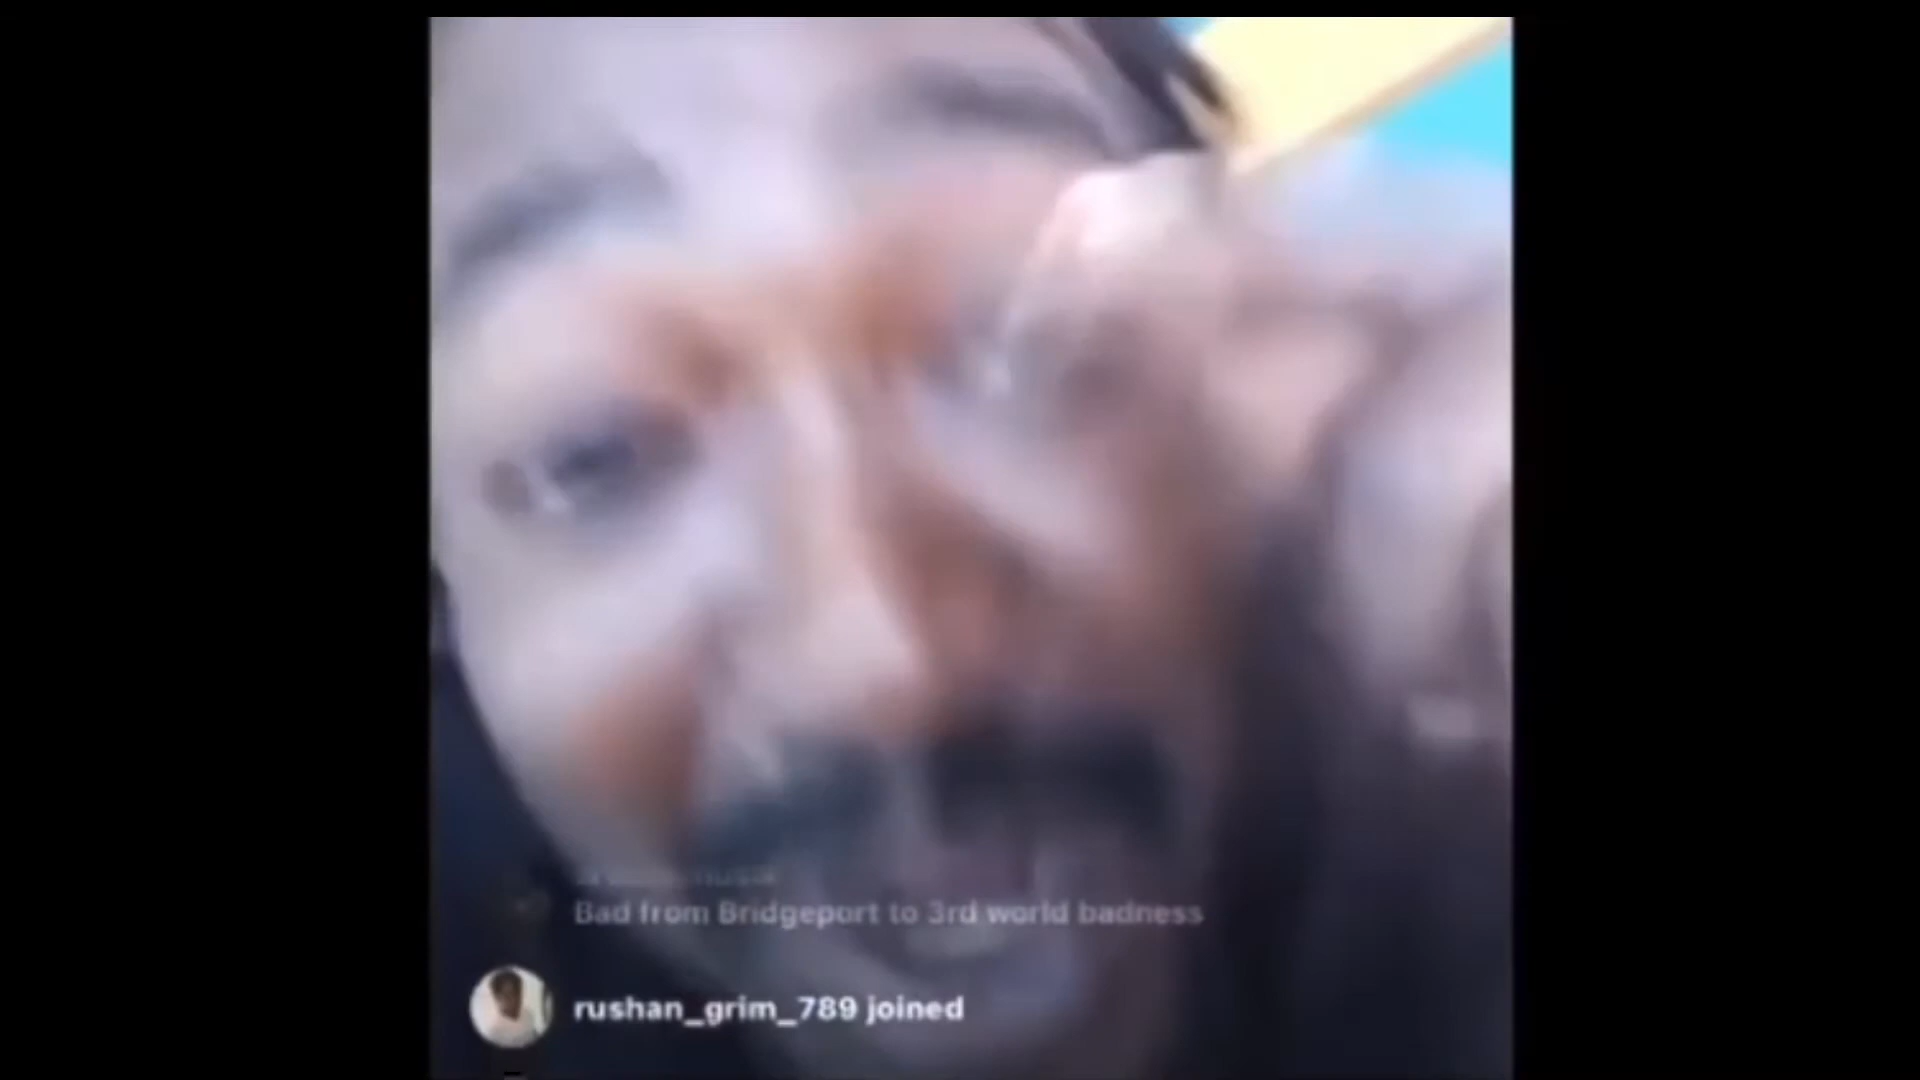 Bad from Bridgeport to 3rd world badness
rushan_grim_789 joined